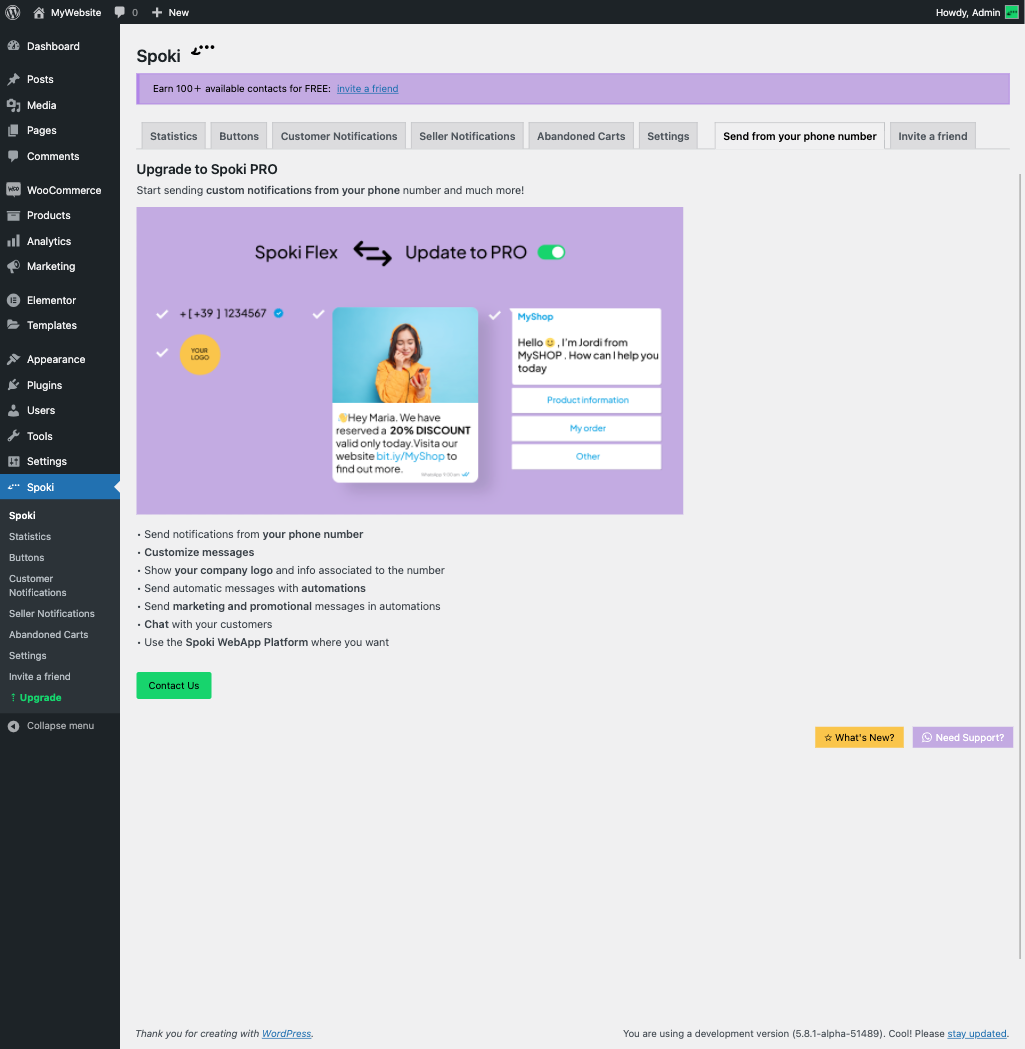 MyWebsite 0 New Howdy, Admin
Dashboard
Posts
Media
Pages
Comments
WooCommerce
Products
Analytics
Marketing
Elementor
Templates
Appearance
Plugins
Users
Tools
Settings
Spoki
Spoki
Statistics
Buttons
Customer
Notifications
Seller Notifications
Abandoned Carts
Settings
Invite a friend
Upgrade
Collapse menu
Spoki
Earn 100+ available contacts for FREE: invite a friend
Statistics Buttons Customer Notifications Seller Notifications Abandoned Carts Settings Send from your phone number Invite a friend
Upgrade to Spoki PRO
Start sending custom notifications from your phone number and much more!
Spoki Flex Update to PRO
+[+39 ] 1234567
YOUR
LOGO
👋Hey Maria. We have
reserved a 20% DISCOUNT
valid only today.Visita our
website bit.iy/MyShop to
find out more.
WhatsApp 9:00 am
MyShop
Hello 😊 , I'm Jordi from
MySHOP . How can I help you
today
Product information
My order
Other
• Send notifications from your phone number
• Customize messages
• Show your company logo and info associated to the number
• Send automatic messages with automations
• Send marketing and promotional messages in automations
• Chat with your customers
• Use the Spoki WebApp Platform where you want
Contact Us
☆ What's New? Need Support?
Thank you for creating with WordPress.
You are using a development version (5.8.1-alpha-51489). Cool! Please stay updated.